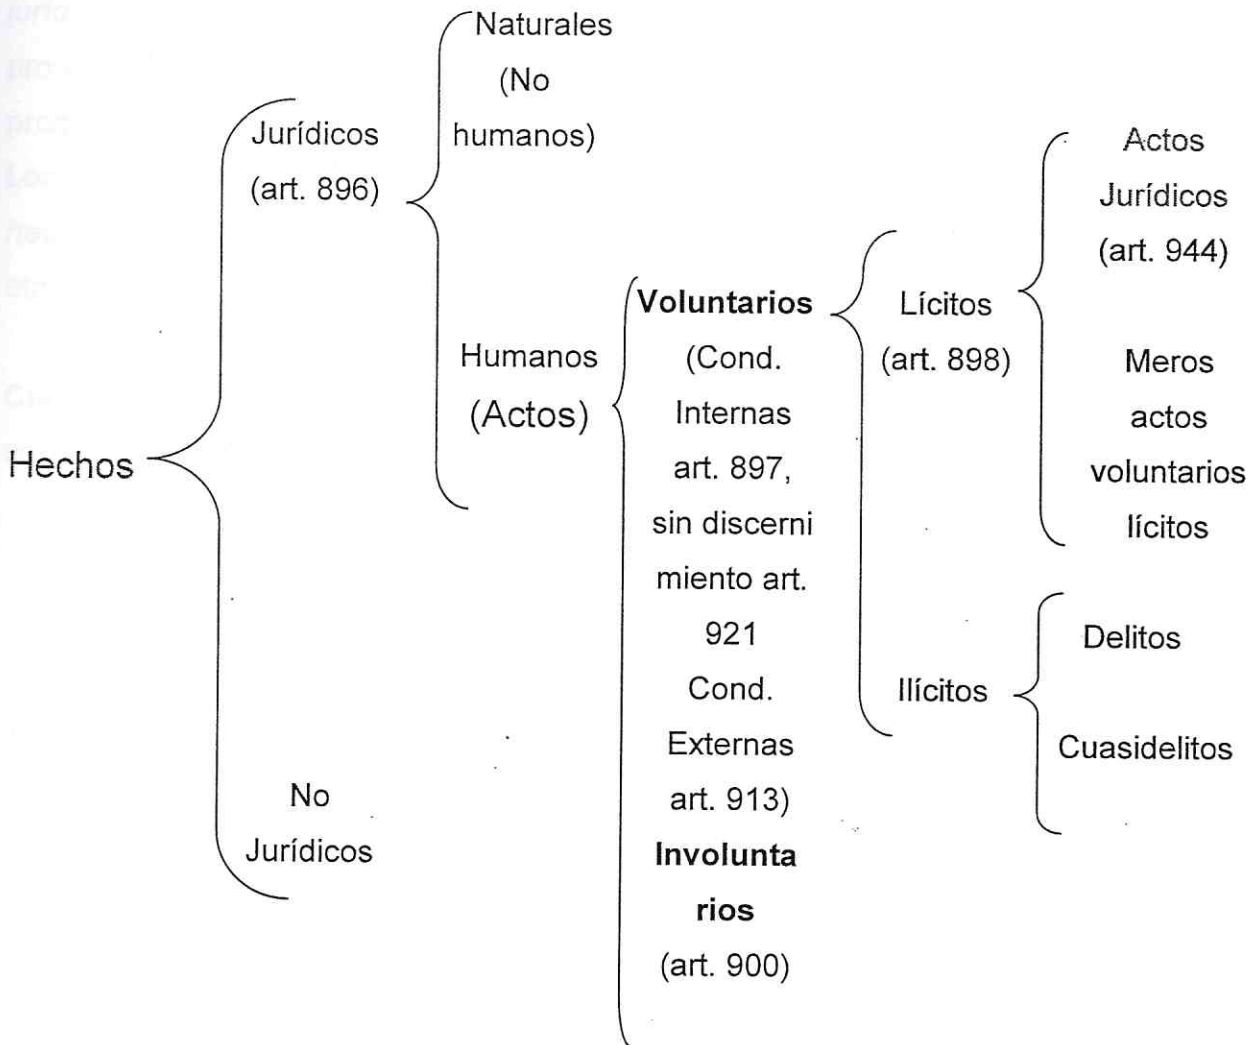 Hechos
Jurídicos
(art. 896)
No
Jurídicos
Naturales
(No
humanos)
Humanos
(Actos)
Voluntarios
(Cond.
Internas
art. 897,
sin discerni
miento art.
921
Cond.
Externas
art. 913)
Involunta
rios
(art. 900)
Lícitos
(art. 898)
Ilícitos
Actos
Jurídicos
(art. 944)
Meros
actos
voluntarios
lícitos
Delitos
Cuasidelitos